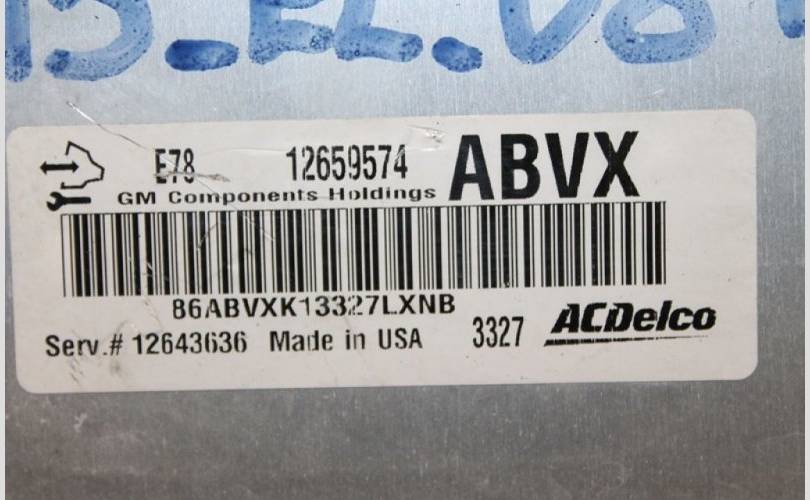 E78 12659574 ABVX
GM Components Holdings
86ABVXK13327LXNB
Serv.# 12643636 Made in USA 3327 ACDelco